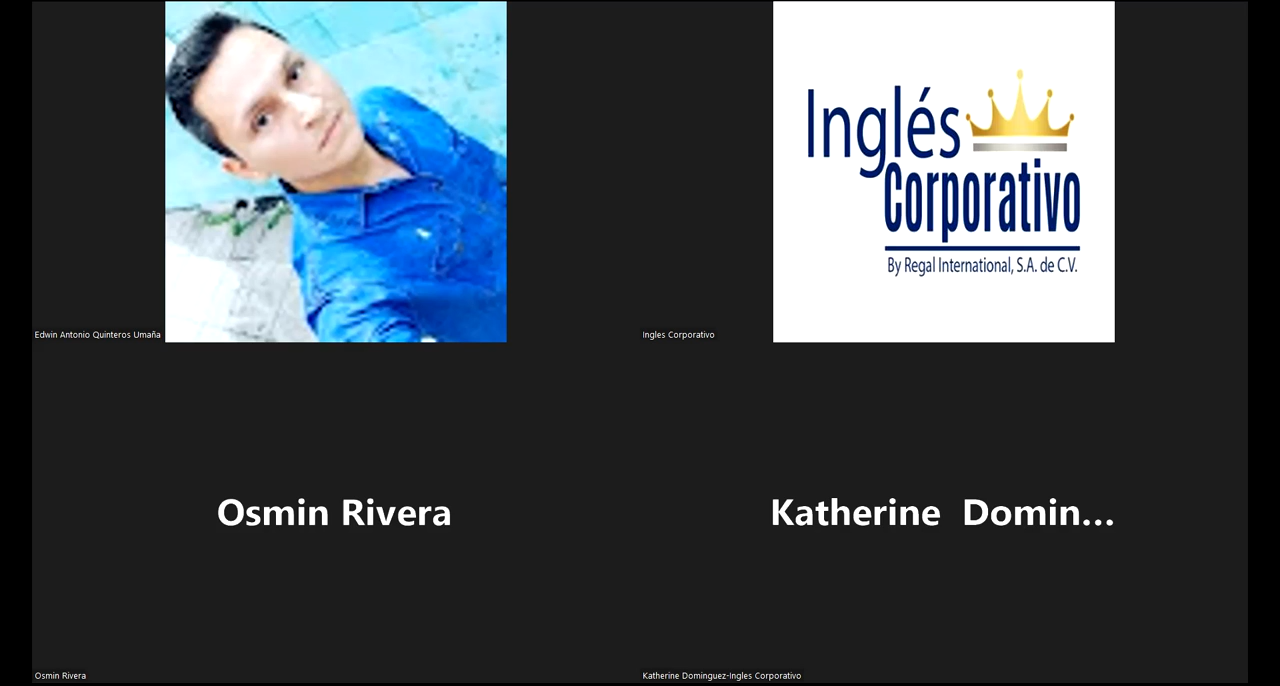 Inglés
Corporativo
By Regal International, S.A. de C.V.
Edwin Antonio Quinteros Umaña
Ingles Corporativo
Osmin Rivera
Katherine Domin...
Osmin Rivera
Katherine Dominguez-Ingles Corporativo